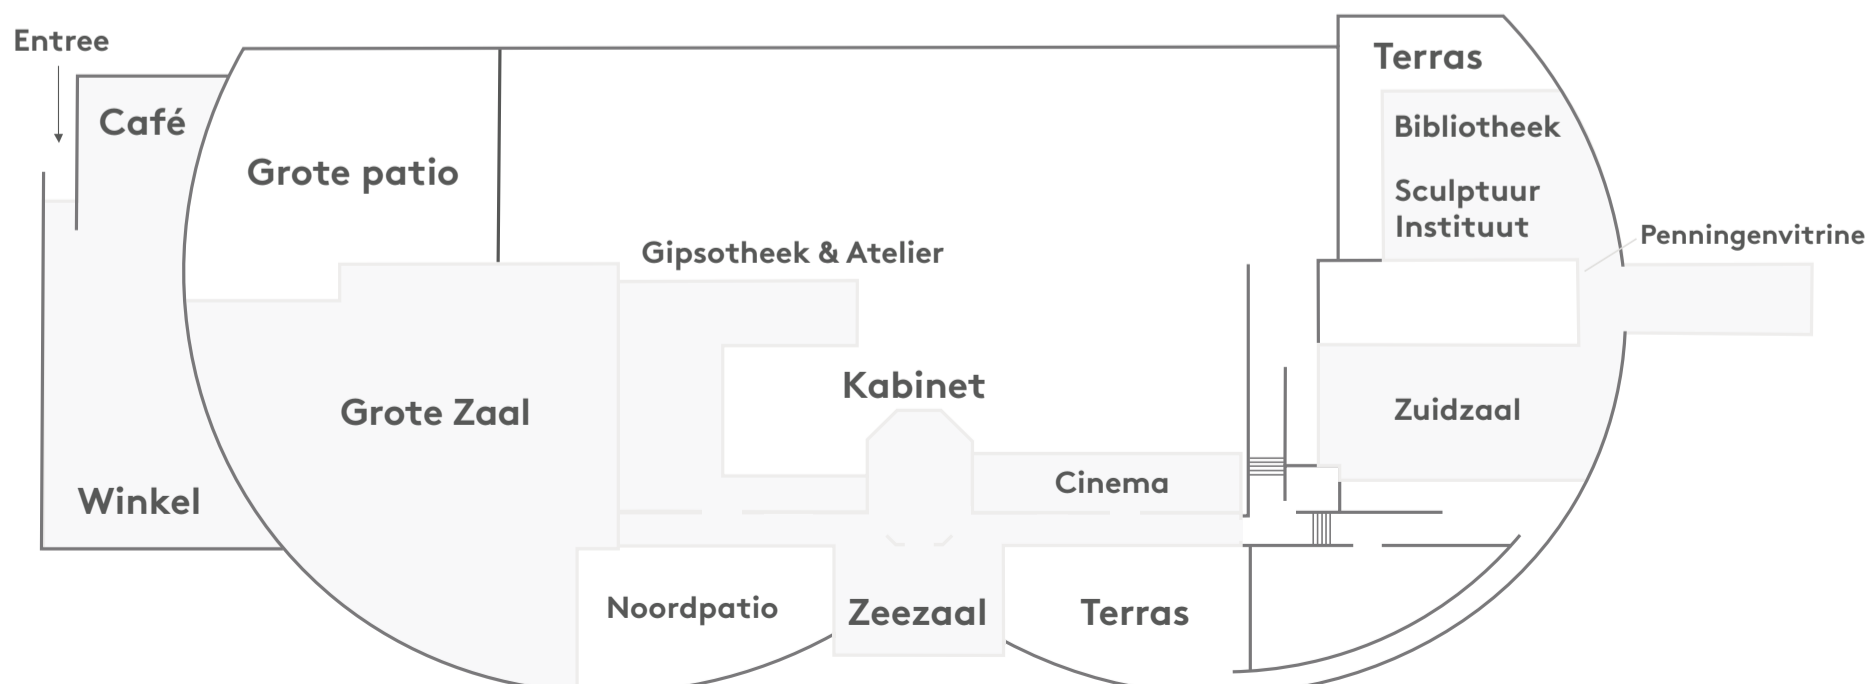 Entree
Café
Grote patio
Terras
Bibliotheek
Sculptuur
Instituut
Penningenvitrine
Gipsotheek & Atelier
Kabinet
Grote Zaal
Zuidzaal
Cinema
Winkel
Noordpatio
Zeezaal
Terras